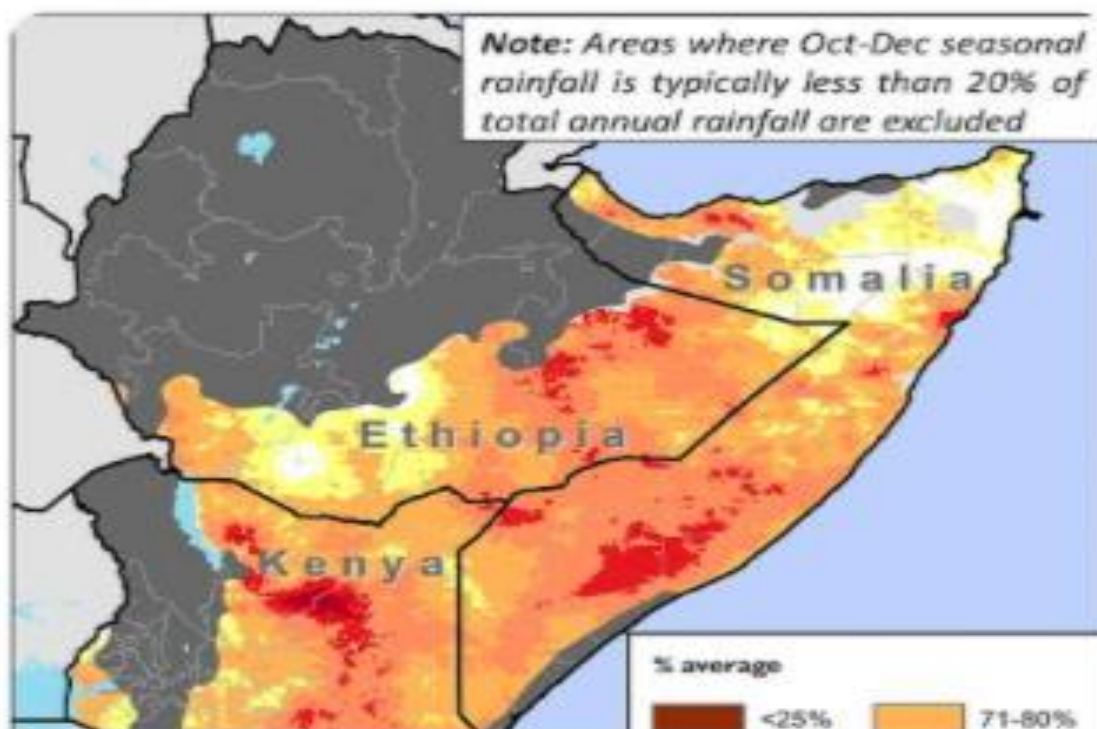 Note: Areas where Oct-Dec seasonal
rainfall is typically less than 20% of
total annual rainfall are excluded
Somalia
Ethiopia
Kenya
% average
<25% 71-80%